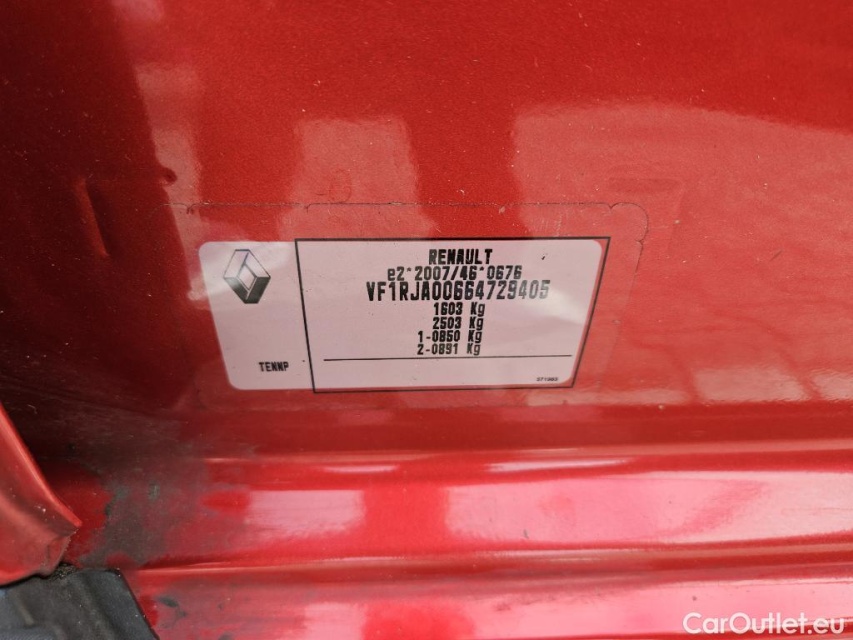 RENAULT
e2*2007/46*0676
VF1RJA00664729405
1603 Kg
2503 Kg
1-0850 Kg
2-0891 Kg
TENNP
CarOutlet.eu